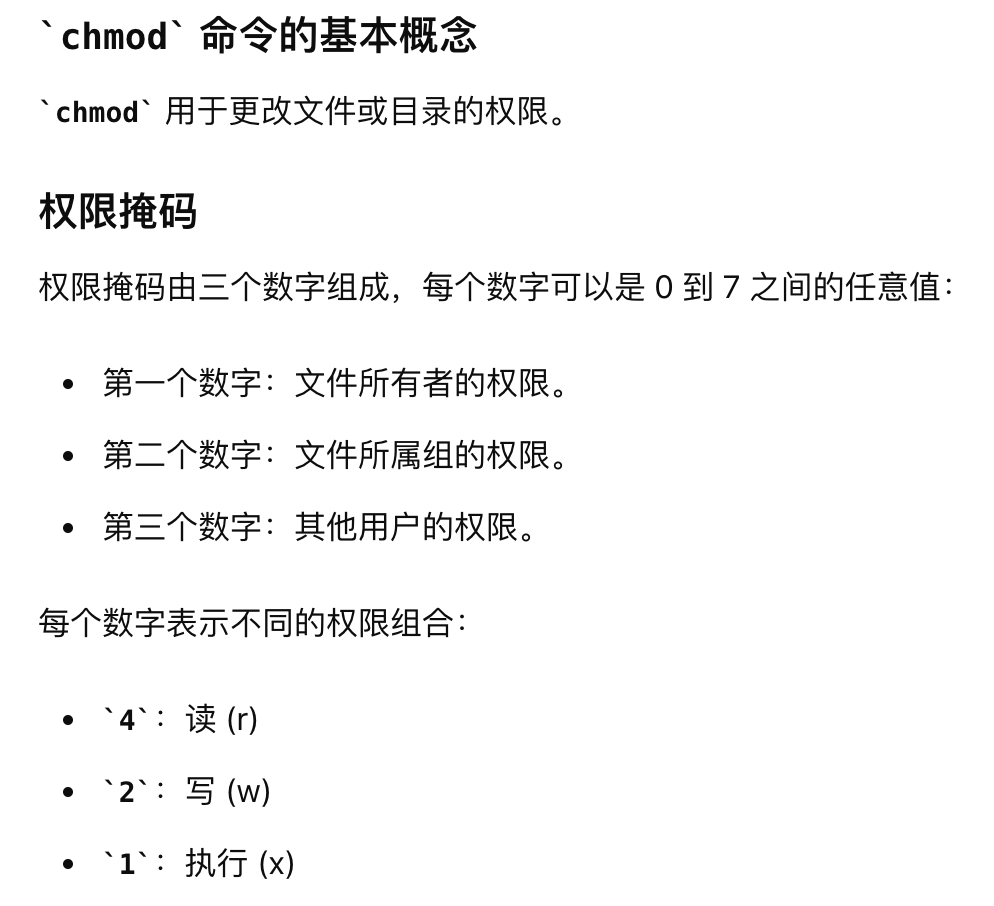 `chmod` 命令的基本概念
`chmod` 用于更改文件或目录的权限。
权限掩码
权限掩码由三个数字组成，每个数字可以是 0 到 7 之间的任意值：
• 第一个数字：文件所有者的权限。
• 第二个数字：文件所属组的权限。
• 第三个数字：其他用户的权限。
每个数字表示不同的权限组合：
• `4`：读 (r)
• `2`：写 (w)
• `1`：执行 (x)